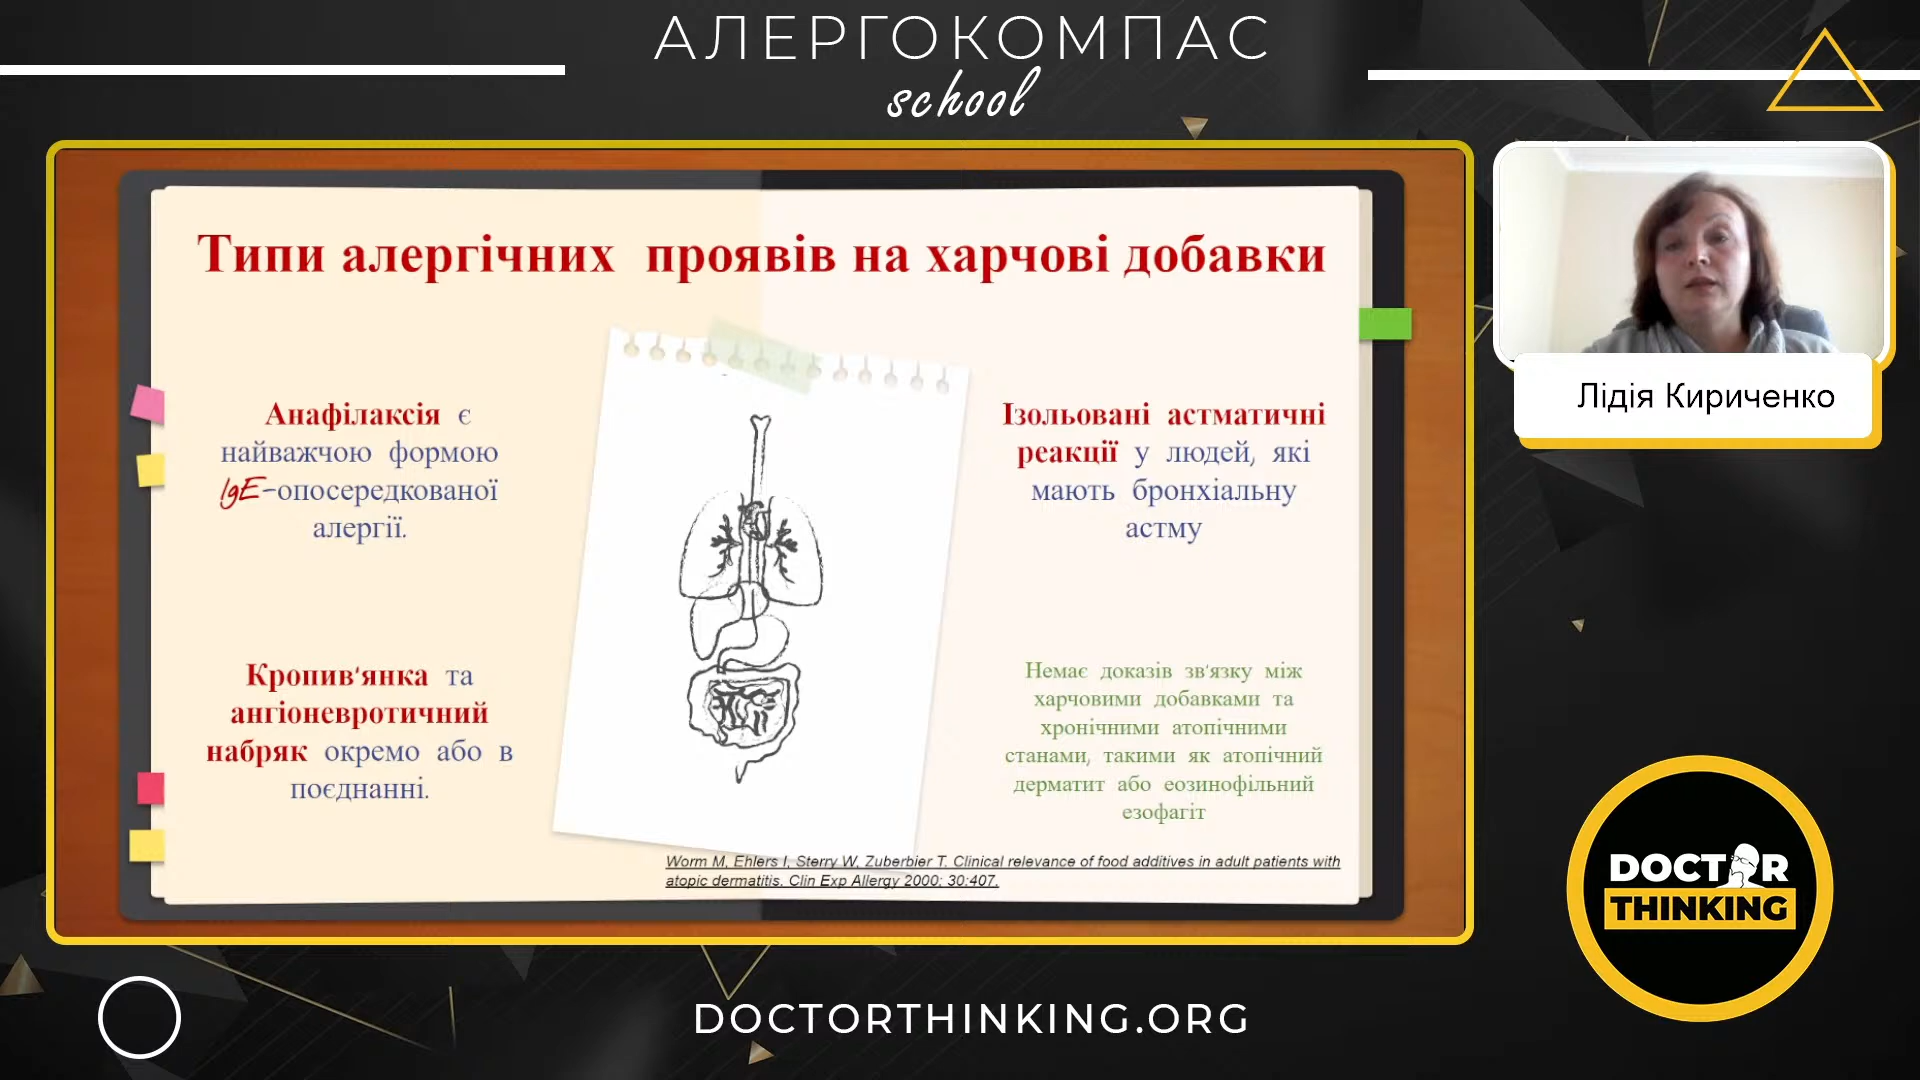 АЛЕРГОКОМПАС
school
Типи алергічних проявів на харчові добавки
Анафілаксія є
найважчою формою
IgE-опосередкованої
алергії.
Кропив'янка та
ангіоневротичний
набряк окремо або в
поєднанні.
Ізольовані астматичні
реакції у людей, які
мають бронхіальну
астму
Немає доказів зв'язку між
харчовими добавками та
хронічними атопічними
станами, такими як атопічний
дерматит або еозинофільний
езофагіт
Worm M, Ehlers I, Sterry W, Zuberbier T. Clinical relevance of food additives in adult patients with
atopic dermatitis. Clin Exp Allergy 2000; 30:407.
Лідія Кириченко
DOCTOR
THINKING
DOCTORTHINKING.ORG